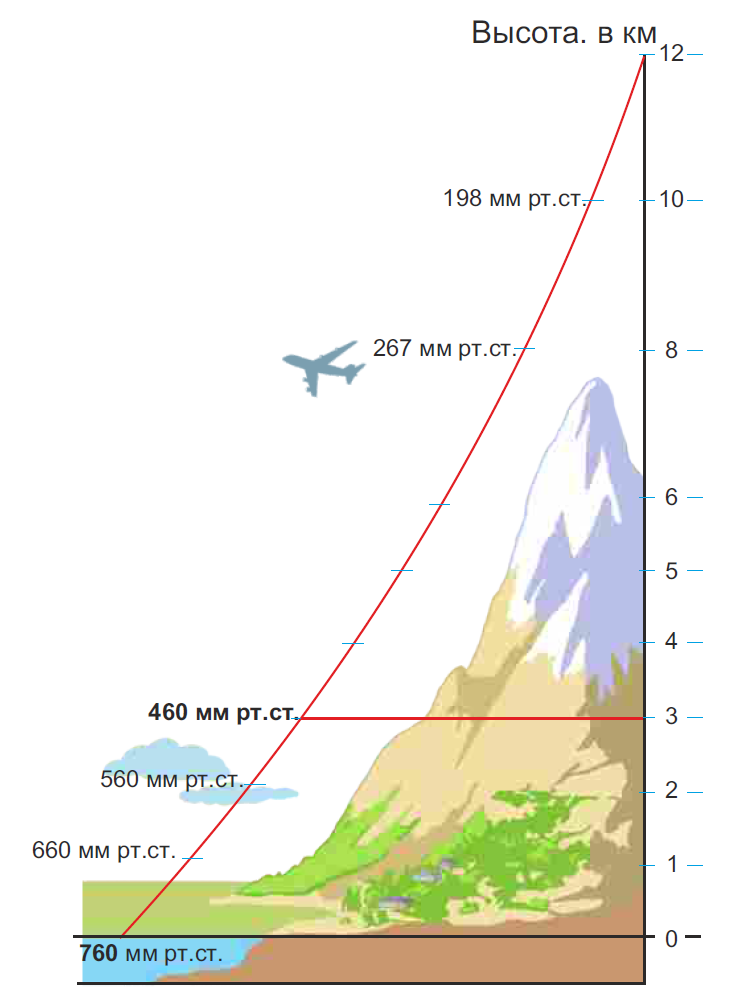 Высота. в км
12
198 мм рт.ст.
10
267 мм рт.ст.
8
6
5
4
460 мм рт.ст.
3
560 мм рт.ст.
2
660 мм рт.ст.
1
0
760 мм рт.ст.